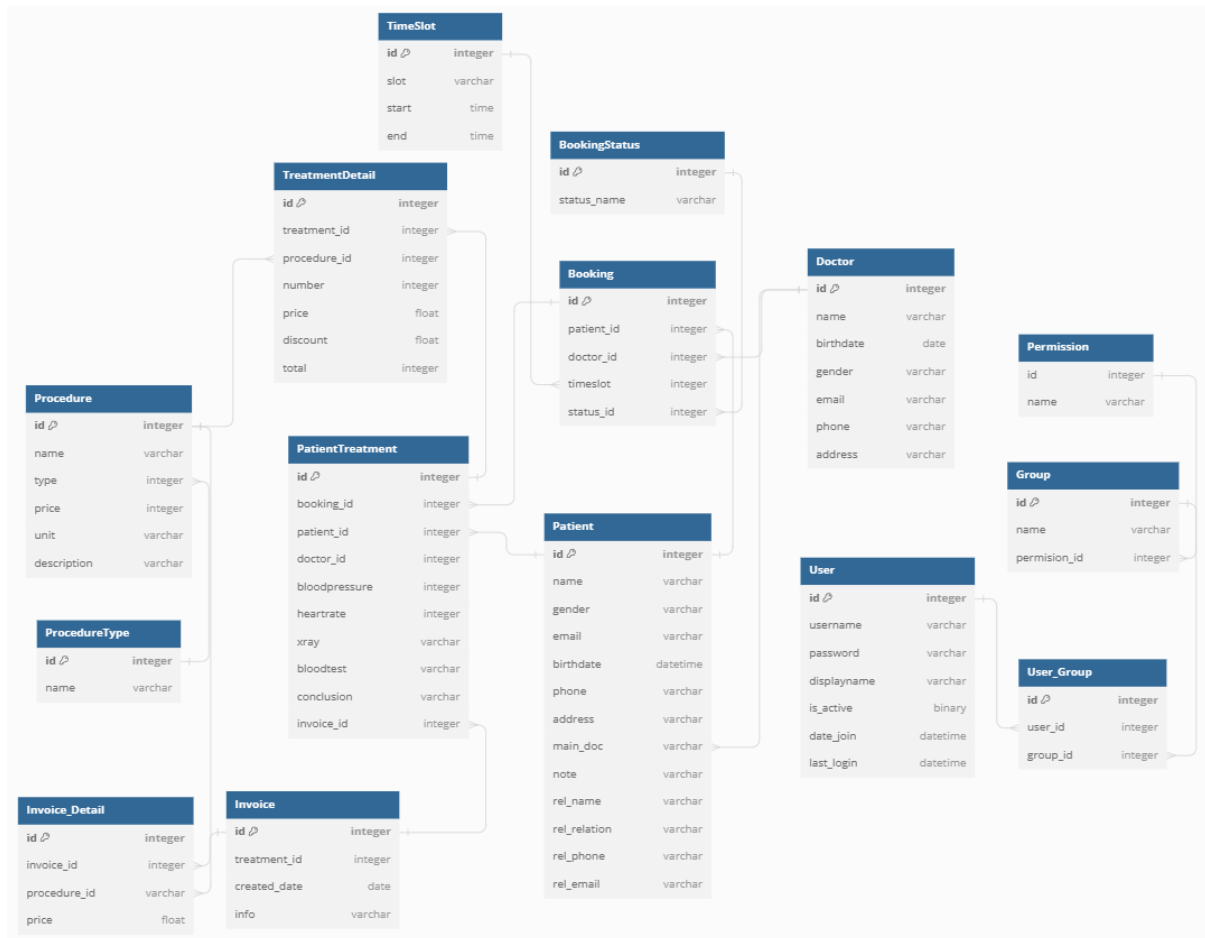 TimeSlot
id integer
slot varchar
start time
end time
BookingStatus
id integer
status_name varchar
TreatmentDetail
id integer
treatment_id integer
procedure_id integer
number integer
price float
discount float
total integer
Booking
id integer
patient_id integer
doctor_id integer
timeslot integer
status_id integer
Doctor
id integer
name varchar
birthdate date
gender varchar
email varchar
phone varchar
address varchar
Permission
id integer
name varchar
Procedure
id integer
name varchar
type integer
price integer
unit varchar
description varchar
PatientTreatment
id integer
booking_id integer
patient_id integer
doctor_id integer
bloodpressure integer
heartrate integer
xray varchar
bloodtest varchar
conclusion varchar
invoice_id integer
Group
id integer
name varchar
permision_id integer
Patient
id integer
name varchar
gender varchar
email varchar
birthdate datetime
phone varchar
address varchar
main_doc varchar
note varchar
rel_name varchar
rel_relation varchar
rel_phone varchar
rel_email varchar
User
id integer
username varchar
password varchar
displayname varchar
is_active binary
date_join datetime
last_login datetime
ProcedureType
id integer
name varchar
User_Group
id integer
user_id integer
group_id integer
Invoice_Detail
id integer
invoice_id integer
procedure_id varchar
price float
Invoice
id integer
treatment_id integer
created_date date
info varchar